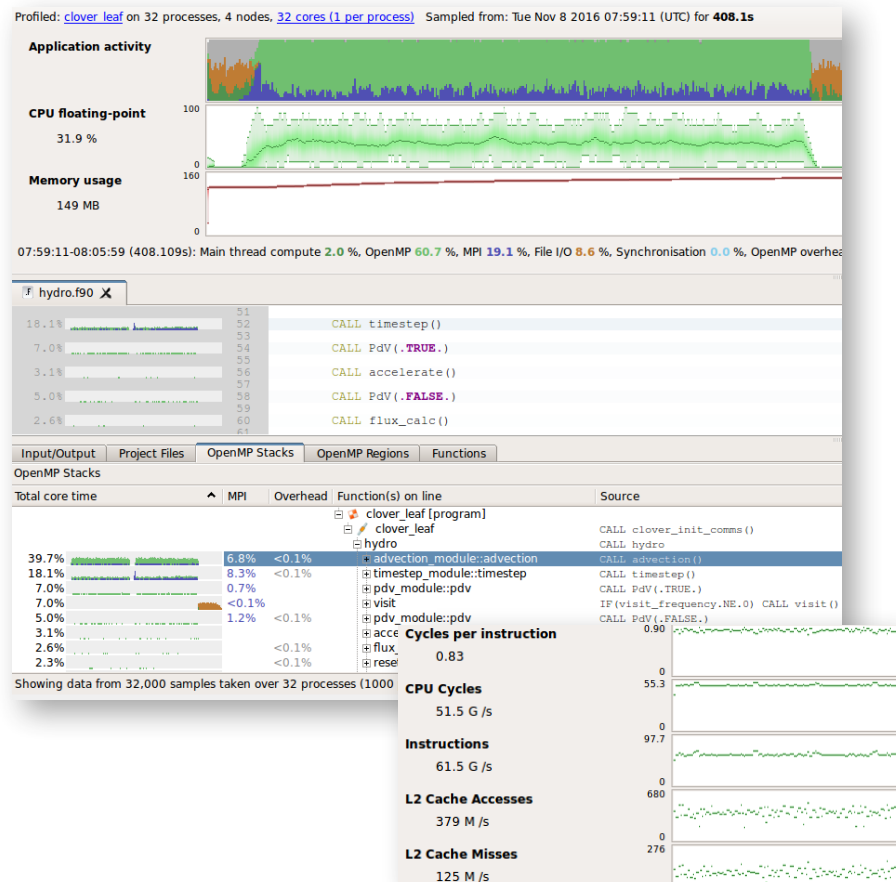 Profiled: clover_leaf on 32 processes, 4 nodes, 32 cores (1 per process) Sampled from: Tue Nov 8 2016 07:59:11 (UTC) for 408.1s
Application activity
CPU floating-point 100
31.9 %
0
Memory usage 160
149 MB
0
07:59:11-08:05:59 (408.109s): Main thread compute 2.0 %, OpenMP 60.7 %, MPI 19.1 %, File I/O 8.6 %, Synchronisation 0.0 %, OpenMP overhea
F hydro.f90 X
51
18.1% 52 CALL timestep()
53
7.0% 54 CALL PdV(.TRUE.)
55
3.1% 56 CALL accelerate()
57
5.0% 58 CALL PdV(.FALSE.)
59
2.6% 60 CALL flux_calc()
61
Input/Output Project Files OpenMP Stacks OpenMP Regions Functions
OpenMP Stacks
Total core time MPI Overhead Function(s) on line Source
clover_leaf [program]
clover_leaf CALL clover_init_comms()
hydro CALL hydro
39.7% 6.8% <0.1% advection_module::advection CALL advection()
18.1% 8.3% <0.1% timestep_module::timestep CALL timestep()
7.0% 0.7% pdv_module::pdv CALL PdV(.TRUE.)
7.0% <0.1% visit IF(visit_frequency.NE.0) CALL visit()
5.0% 1.2% <0.1% pdv_module::pdv CALL PdV(.FALSE.)
3.1% acce
2.6% <0.1% flux_
2.3% <0.1% reset
Showing data from 32,000 samples taken over 32 processes (1000
Cycles per instruction 0.90
0.83
0
CPU Cycles 55.3
51.5 G /s
0
Instructions 97.7
61.5 G /s
0
L2 Cache Accesses 680
379 M /s
0
L2 Cache Misses 276
125 M /s